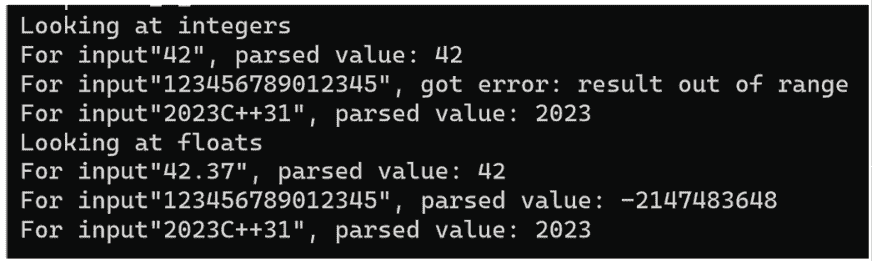 Looking at integers
For input"42", parsed value: 42
For input"123456789012345", got error: result out of range
For input"2023C++31", parsed value: 2023
Looking at floats
For input"42.37", parsed value: 42
For input"123456789012345", parsed value: -2147483648
For input"2023C++31", parsed value: 2023